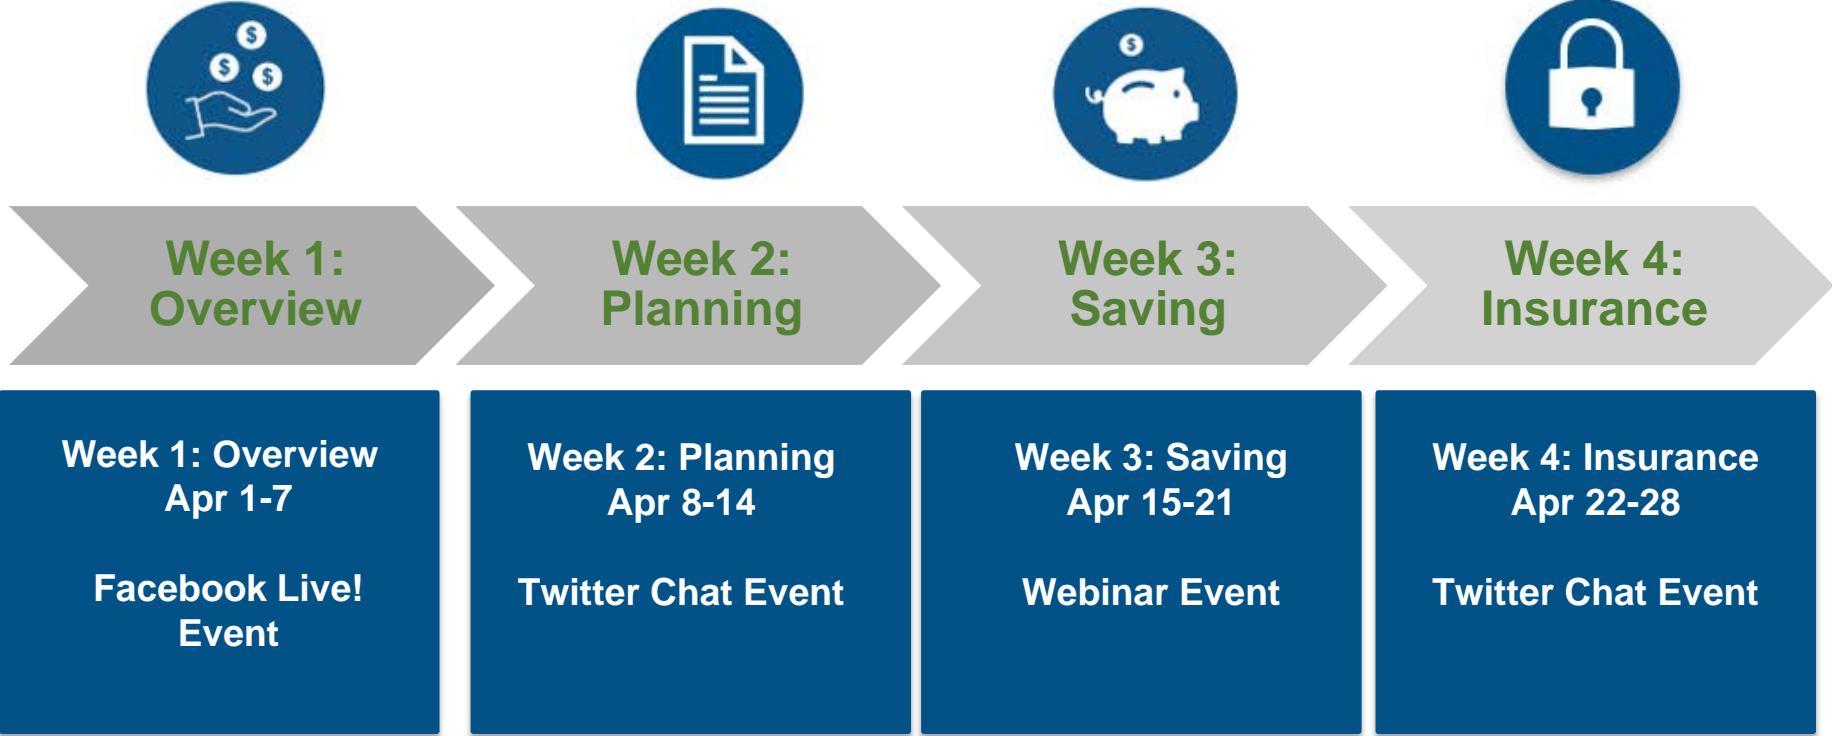 $
$
$
$
Week 1:
Overview
Week 2:
Planning
Week 3:
Saving
Week 4:
Insurance
Week 1: Overview
Apr 1-7
Facebook Live!
Event
Week 2: Planning
Apr 8-14
Twitter Chat Event
Week 3: Saving
Apr 15-21
Webinar Event
Week 4: Insurance
Apr 22-28
Twitter Chat Event